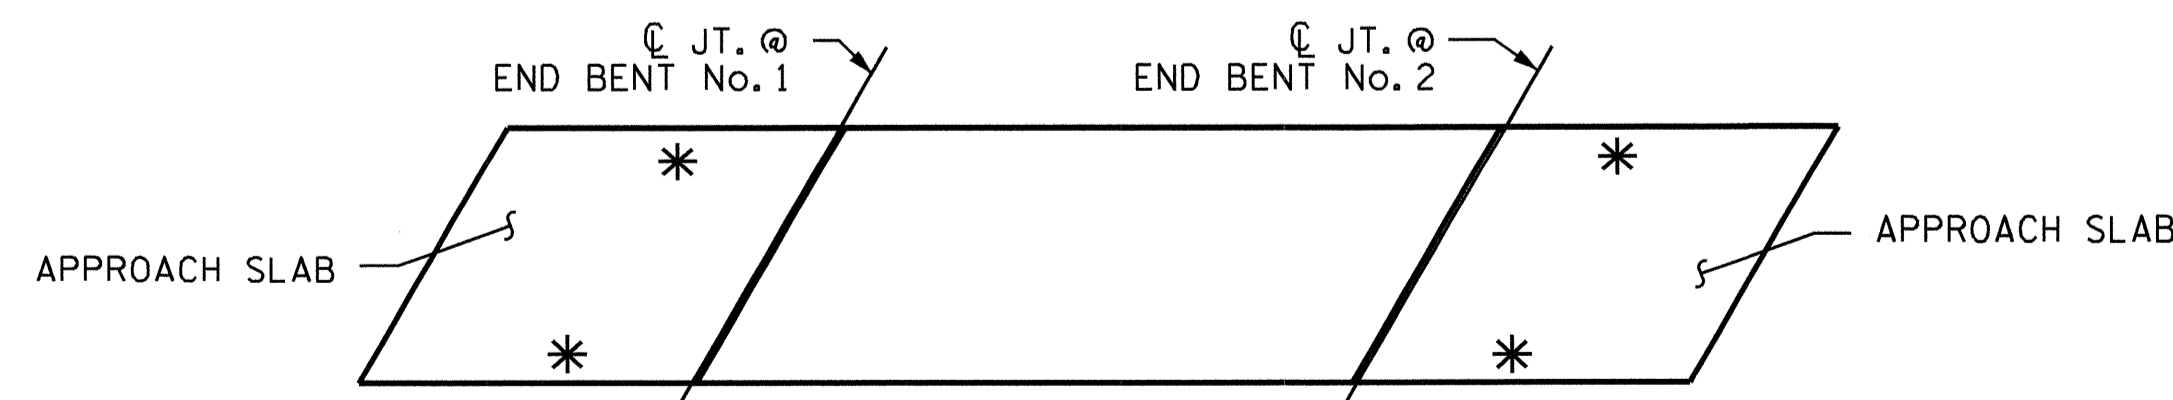 ℄ JT. @
END BENT No. 1
℄ JT. @
END BENT No. 2
*
*
APPROACH SLAB
APPROACH SLAB
*
*